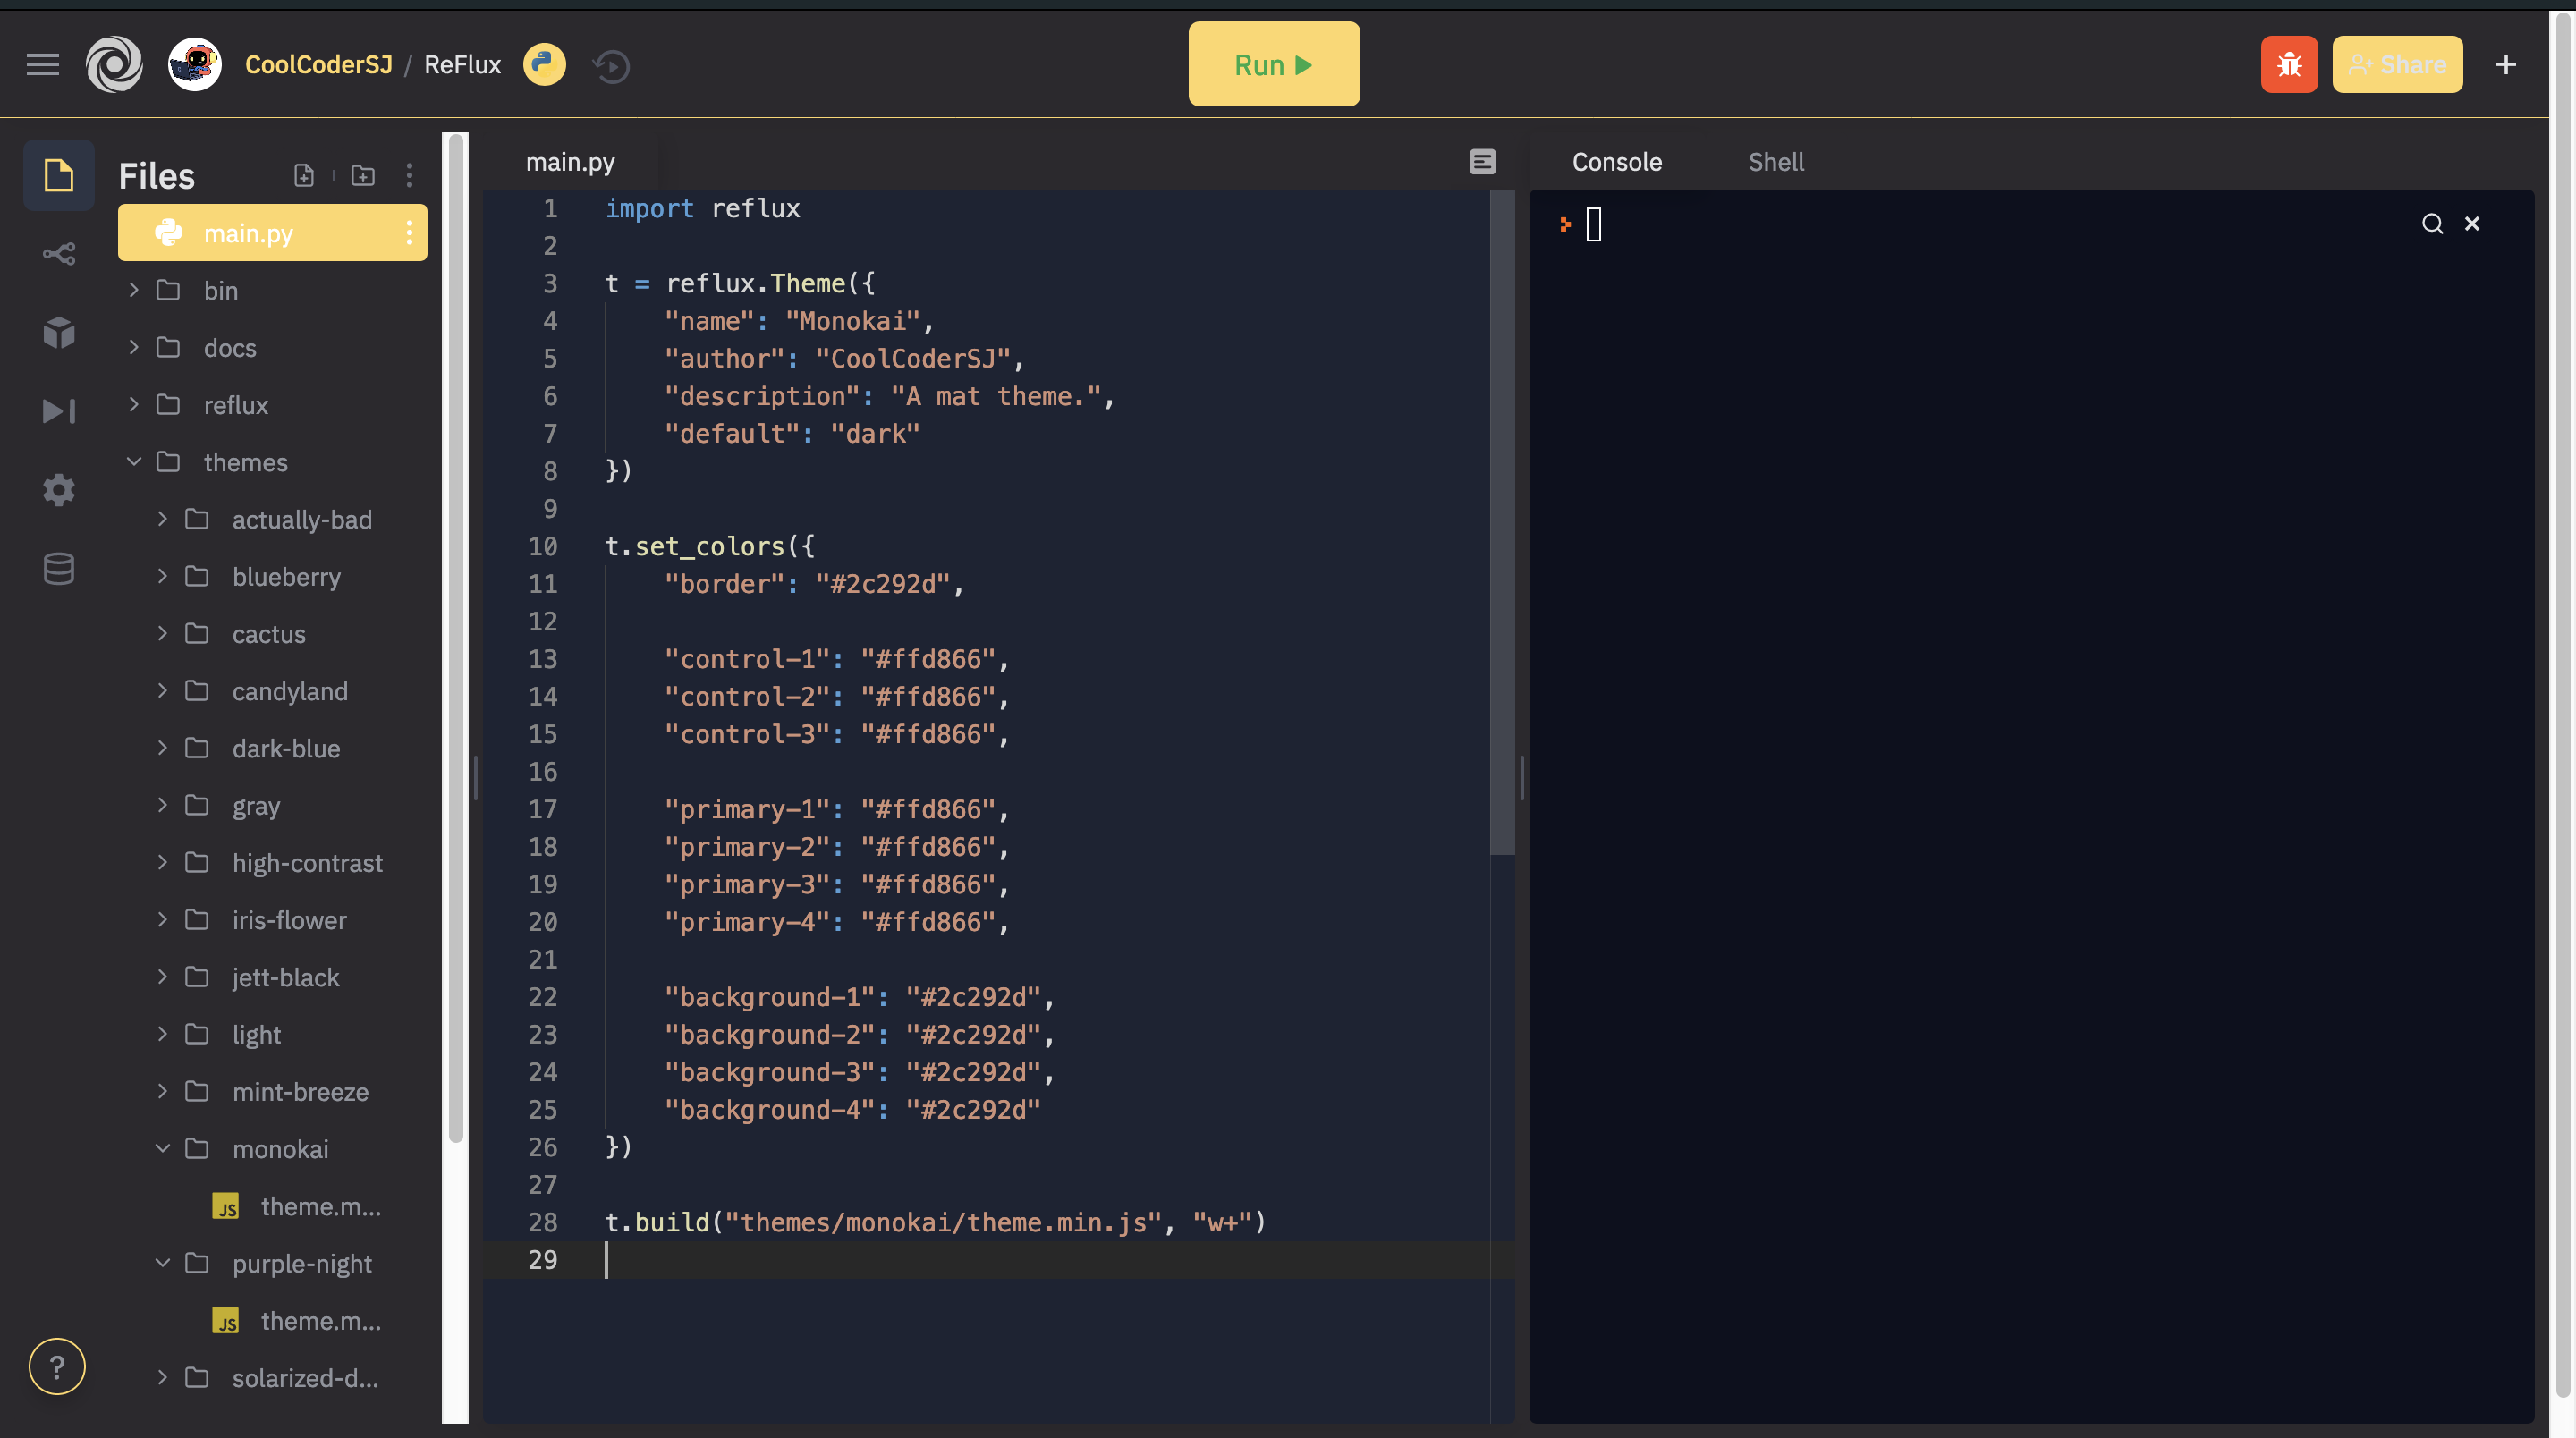 CoolCoderSJ / ReFlux
Run
Share
Files
main.py
bin
docs
reflux
themes
actually-bad
blueberry
cactus
candyland
dark-blue
gray
high-contrast
iris-flower
jett-black
light
mint-breeze
monokai
JS theme.m...
purple-night
JS theme.m...
solarized-d...
?
main.py
1 import reflux
2
3 t = reflux.Theme({
4 "name": "Monokai",
5 "author": "CoolCoderSJ",
6 "description": "A mat theme.",
7 "default": "dark"
8 })
9
10 t.set_colors({
11 "border": "#2c292d",
12
13 "control-1": "#ffd866",
14 "control-2": "#ffd866",
15 "control-3": "#ffd866",
16
17 "primary-1": "#ffd866",
18 "primary-2": "#ffd866",
19 "primary-3": "#ffd866",
20 "primary-4": "#ffd866",
21
22 "background-1": "#2c292d",
23 "background-2": "#2c292d",
24 "background-3": "#2c292d",
25 "background-4": "#2c292d"
26 })
27
28 t.build("themes/monokai/theme.min.js", "w+")
29
Console Shell